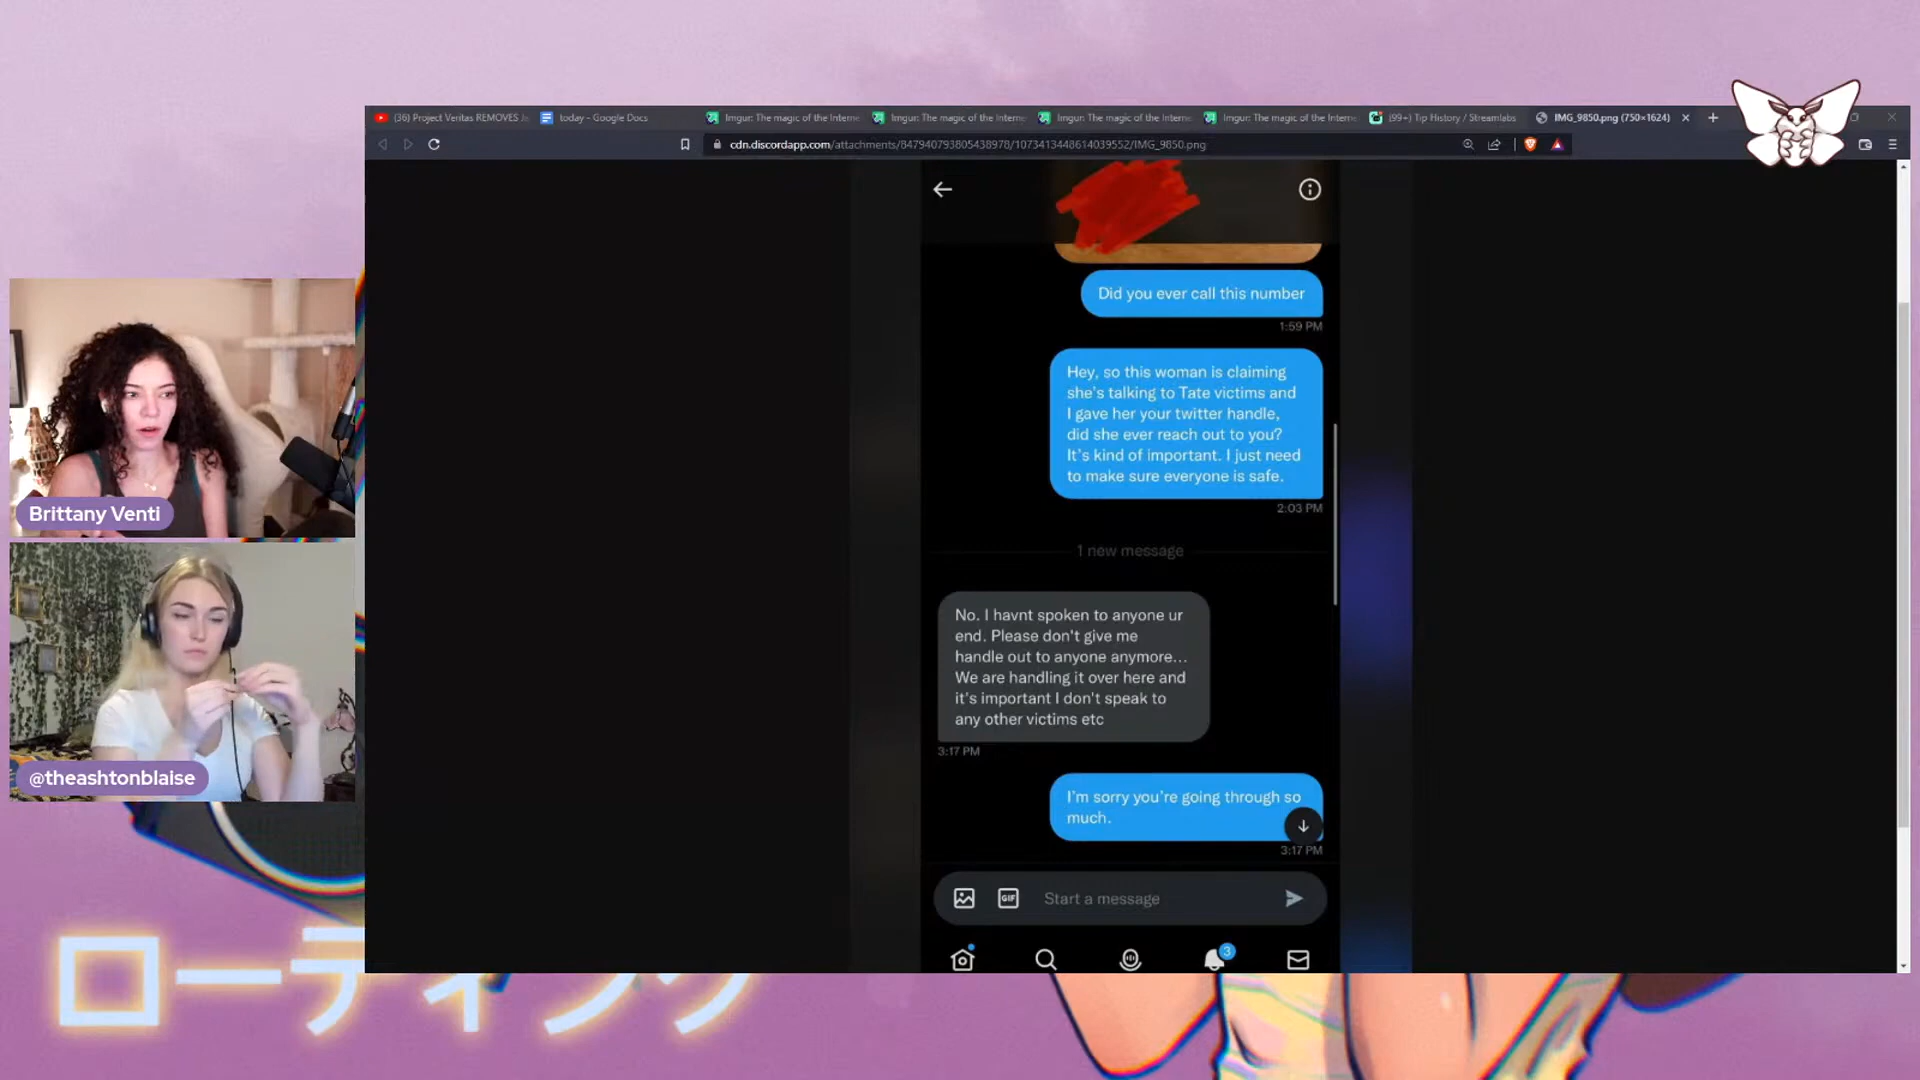 (36) Project Veritas REMOVES
today - Google Docs
Imgur: The magic of the Interne
Imgur: The magic of the Interne
Imgur: The magic of the Interne
Imgur: The magic of the Interne
(99+) Tip History / Streamlabs
IMG_9850.png (750×1624)
cdn.discordapp.com/attachments/847940793805438978/1073413448614039552/IMG_9850.png
Did you ever call this number
1:59 PM
Hey, so this woman is claiming
she's talking to Tate victims and
I gave her your twitter handle,
did she ever reach out to you?
It's kind of important. I just need
to make sure everyone is safe.
2:03 PM
1 new message
No. I havnt spoken to anyone ur
end. Please don't give me
handle out to anyone anymore...
We are handling it over here and
it's important I don't speak to
any other victims etc
3:17 PM
I'm sorry you're going through so
much.
3:17 PM
GIF
Start a message
3
Brittany Venti
@theashtonblaise
ローディング